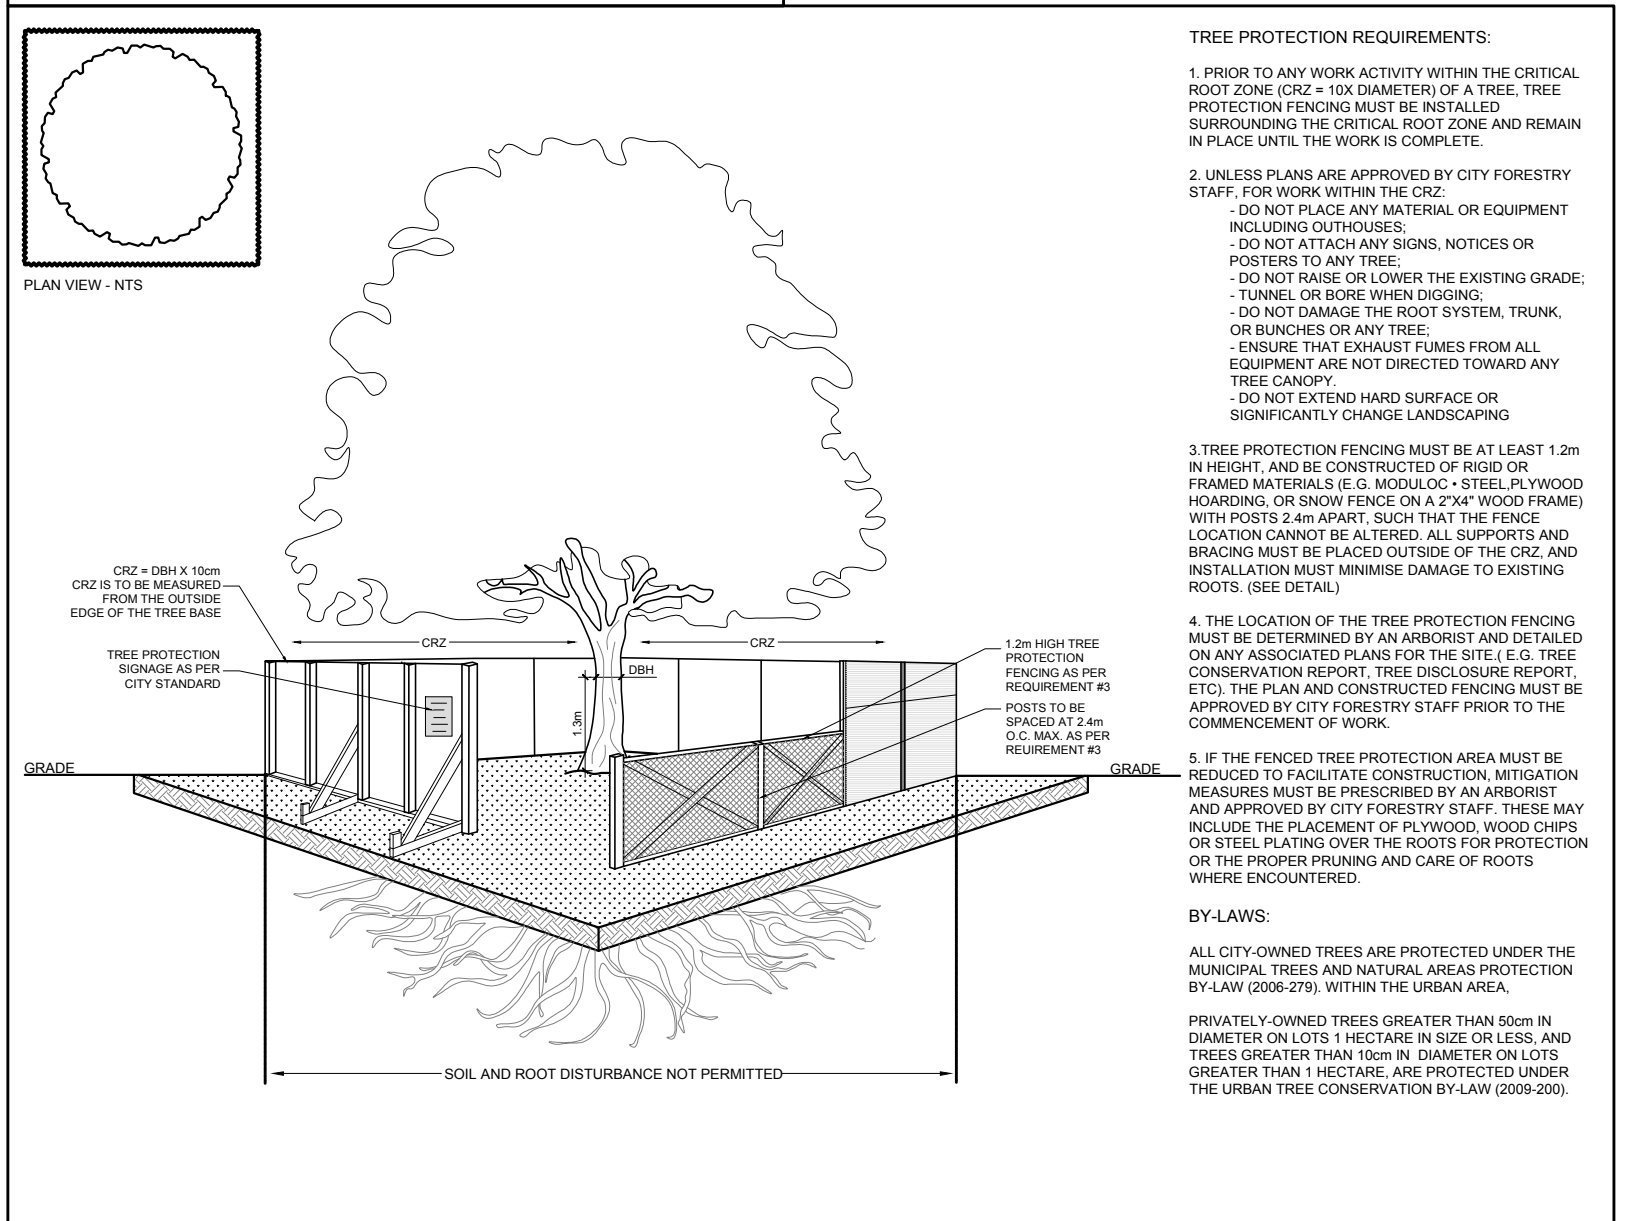 PLAN VIEW - NTS
CRZ = DBH X 10cm
CRZ IS TO BE MEASURED
FROM THE OUTSIDE
EDGE OF THE TREE BASE
TREE PROTECTION
SIGNAGE AS PER
CITY STANDARD
CRZ
CRZ
DBH
1.3m
1.2m HIGH TREE
PROTECTION
FENCING AS PER
REQUIREMENT #3
POSTS TO BE
SPACED AT 2.4m
O.C. MAX. AS PER
REUIREMENT #3
GRADE
GRADE
SOIL AND ROOT DISTURBANCE NOT PERMITTED
TREE PROTECTION REQUIREMENTS:
1. PRIOR TO ANY WORK ACTIVITY WITHIN THE CRITICAL
ROOT ZONE (CRZ = 10X DIAMETER) OF A TREE, TREE
PROTECTION FENCING MUST BE INSTALLED
SURROUNDING THE CRITICAL ROOT ZONE AND REMAIN
IN PLACE UNTIL THE WORK IS COMPLETE.
2. UNLESS PLANS ARE APPROVED BY CITY FORESTRY
STAFF, FOR WORK WITHIN THE CRZ:
- DO NOT PLACE ANY MATERIAL OR EQUIPMENT
INCLUDING OUTHOUSES;
- DO NOT ATTACH ANY SIGNS, NOTICES OR
POSTERS TO ANY TREE;
- DO NOT RAISE OR LOWER THE EXISTING GRADE;
- TUNNEL OR BORE WHEN DIGGING;
- DO NOT DAMAGE THE ROOT SYSTEM, TRUNK,
OR BUNCHES OR ANY TREE;
- ENSURE THAT EXHAUST FUMES FROM ALL
EQUIPMENT ARE NOT DIRECTED TOWARD ANY
TREE CANOPY.
- DO NOT EXTEND HARD SURFACE OR
SIGNIFICANTLY CHANGE LANDSCAPING
3.TREE PROTECTION FENCING MUST BE AT LEAST 1.2m
IN HEIGHT, AND BE CONSTRUCTED OF RIGID OR
FRAMED MATERIALS (E.G. MODULOC • STEEL,PLYWOOD
HOARDING, OR SNOW FENCE ON A 2"X4" WOOD FRAME)
WITH POSTS 2.4m APART, SUCH THAT THE FENCE
LOCATION CANNOT BE ALTERED. ALL SUPPORTS AND
BRACING MUST BE PLACED OUTSIDE OF THE CRZ, AND
INSTALLATION MUST MINIMISE DAMAGE TO EXISTING
ROOTS. (SEE DETAIL)
4. THE LOCATION OF THE TREE PROTECTION FENCING
MUST BE DETERMINED BY AN ARBORIST AND DETAILED
ON ANY ASSOCIATED PLANS FOR THE SITE.( E.G. TREE
CONSERVATION REPORT, TREE DISCLOSURE REPORT,
ETC). THE PLAN AND CONSTRUCTED FENCING MUST BE
APPROVED BY CITY FORESTRY STAFF PRIOR TO THE
COMMENCEMENT OF WORK.
5. IF THE FENCED TREE PROTECTION AREA MUST BE
REDUCED TO FACILITATE CONSTRUCTION, MITIGATION
MEASURES MUST BE PRESCRIBED BY AN ARBORIST
AND APPROVED BY CITY FORESTRY STAFF. THESE MAY
INCLUDE THE PLACEMENT OF PLYWOOD, WOOD CHIPS
OR STEEL PLATING OVER THE ROOTS FOR PROTECTION
OR THE PROPER PRUNING AND CARE OF ROOTS
WHERE ENCOUNTERED.
BY-LAWS:
ALL CITY-OWNED TREES ARE PROTECTED UNDER THE
MUNICIPAL TREES AND NATURAL AREAS PROTECTION
BY-LAW (2006-279). WITHIN THE URBAN AREA,
PRIVATELY-OWNED TREES GREATER THAN 50cm IN
DIAMETER ON LOTS 1 HECTARE IN SIZE OR LESS, AND
TREES GREATER THAN 10cm IN DIAMETER ON LOTS
GREATER THAN 1 HECTARE, ARE PROTECTED UNDER
THE URBAN TREE CONSERVATION BY-LAW (2009-200).